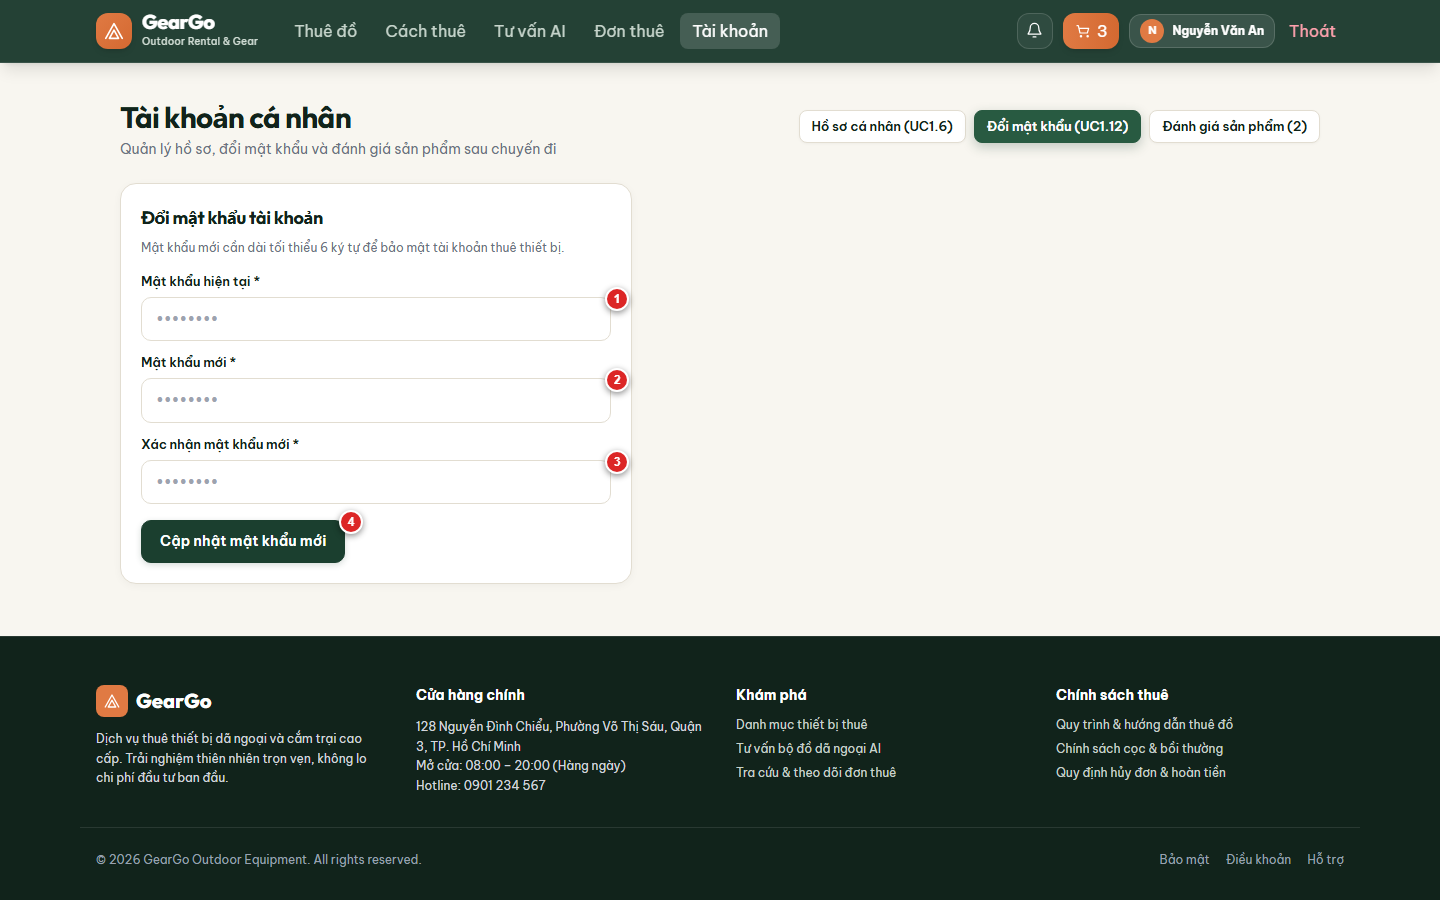 GearGo
Outdoor Rental & Gear
Thuê đồ
Cách thuê
Tư vấn AI
Đơn thuê
Tài khoản
3
N
Nguyễn Văn An
Thoát
Tài khoản cá nhân
Quản lý hồ sơ, đổi mật khẩu và đánh giá sản phẩm sau chuyến đi
Hồ sơ cá nhân (UC1.6)
Đổi mật khẩu (UC1.12)
Đánh giá sản phẩm (2)
Đổi mật khẩu tài khoản
Mật khẩu mới cần dài tối thiểu 6 ký tự để bảo mật tài khoản thuê thiết bị.
Mật khẩu hiện tại *
1
••••••••
Mật khẩu mới *
2
••••••••
Xác nhận mật khẩu mới *
3
••••••••
4
Cập nhật mật khẩu mới
GearGo
Dịch vụ thuê thiết bị dã ngoại và cắm trại cao
cấp. Trải nghiệm thiên nhiên trọn vẹn, không lo
chi phí đầu tư ban đầu.
Cửa hàng chính
128 Nguyễn Đình Chiểu, Phường Võ Thị Sáu, Quận
3, TP. Hồ Chí Minh
Mở cửa: 08:00 – 20:00 (Hàng ngày)
Hotline: 0901 234 567
Khám phá
Danh mục thiết bị thuê
Tư vấn bộ đồ dã ngoại AI
Tra cứu & theo dõi đơn thuê
Chính sách thuê
Quy trình & hướng dẫn thuê đồ
Chính sách cọc & bồi thường
Quy định hủy đơn & hoàn tiền
© 2026 GearGo Outdoor Equipment. All rights reserved.
Bảo mật
Điều khoản
Hỗ trợ